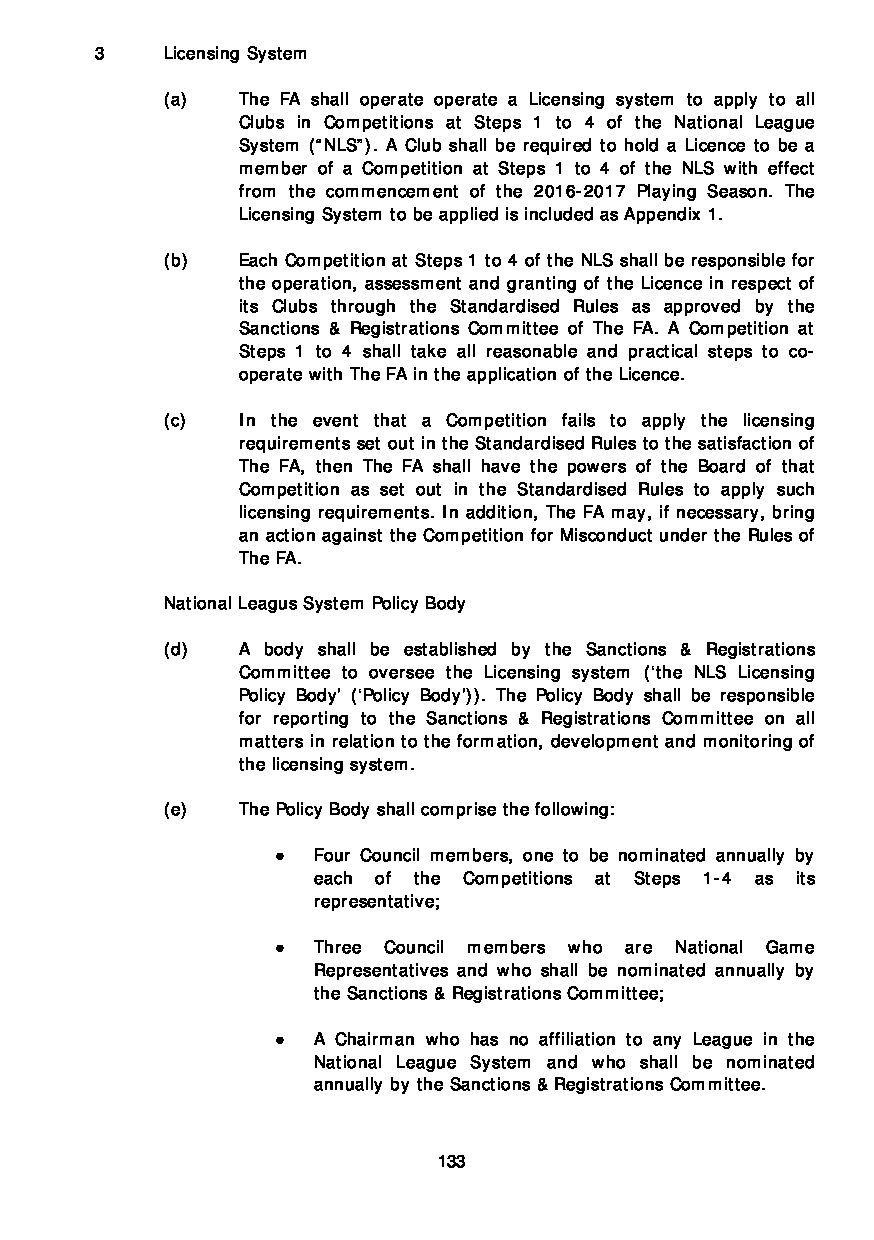 3 Licensing System
(a) The FA shall operate operate a Licensing system to apply to all
Clubs in Competitions at Steps 1 to 4 of the National League
System (“NLS”). A Club shall be required to hold a Licence to be a
member of a Competition at Steps 1 to 4 of the NLS with effect
from the commencement of the 2016-2017 Playing Season. The
Licensing System to be applied is included as Appendix 1.
(b) Each Competition at Steps 1 to 4 of the NLS shall be responsible for
the operation, assessment and granting of the Licence in respect of
its Clubs through the Standardised Rules as approved by the
Sanctions & Registrations Committee of The FA. A Competition at
Steps 1 to 4 shall take all reasonable and practical steps to co-
operate with The FA in the application of the Licence.
(c) In the event that a Competition fails to apply the licensing
requirements set out in the Standardised Rules to the satisfaction of
The FA, then The FA shall have the powers of the Board of that
Competition as set out in the Standardised Rules to apply such
licensing requirements. In addition, The FA may, if necessary, bring
an action against the Competition for Misconduct under the Rules of
The FA.
National Leagus System Policy Body
(d) A body shall be established by the Sanctions & Registrations
Committee to oversee the Licensing system (‘the NLS Licensing
Policy Body’ (‘Policy Body’)). The Policy Body shall be responsible
for reporting to the Sanctions & Registrations Committee on all
matters in relation to the formation, development and monitoring of
the licensing system.
(e) The Policy Body shall comprise the following:
• Four Council members, one to be nominated annually by
each of the Competitions at Steps 1-4 as its
representative;
• Three Council members who are National Game
Representatives and who shall be nominated annually by
the Sanctions & Registrations Committee;
• A Chairman who has no affiliation to any League in the
National League System and who shall be nominated
annually by the Sanctions & Registrations Committee.
133